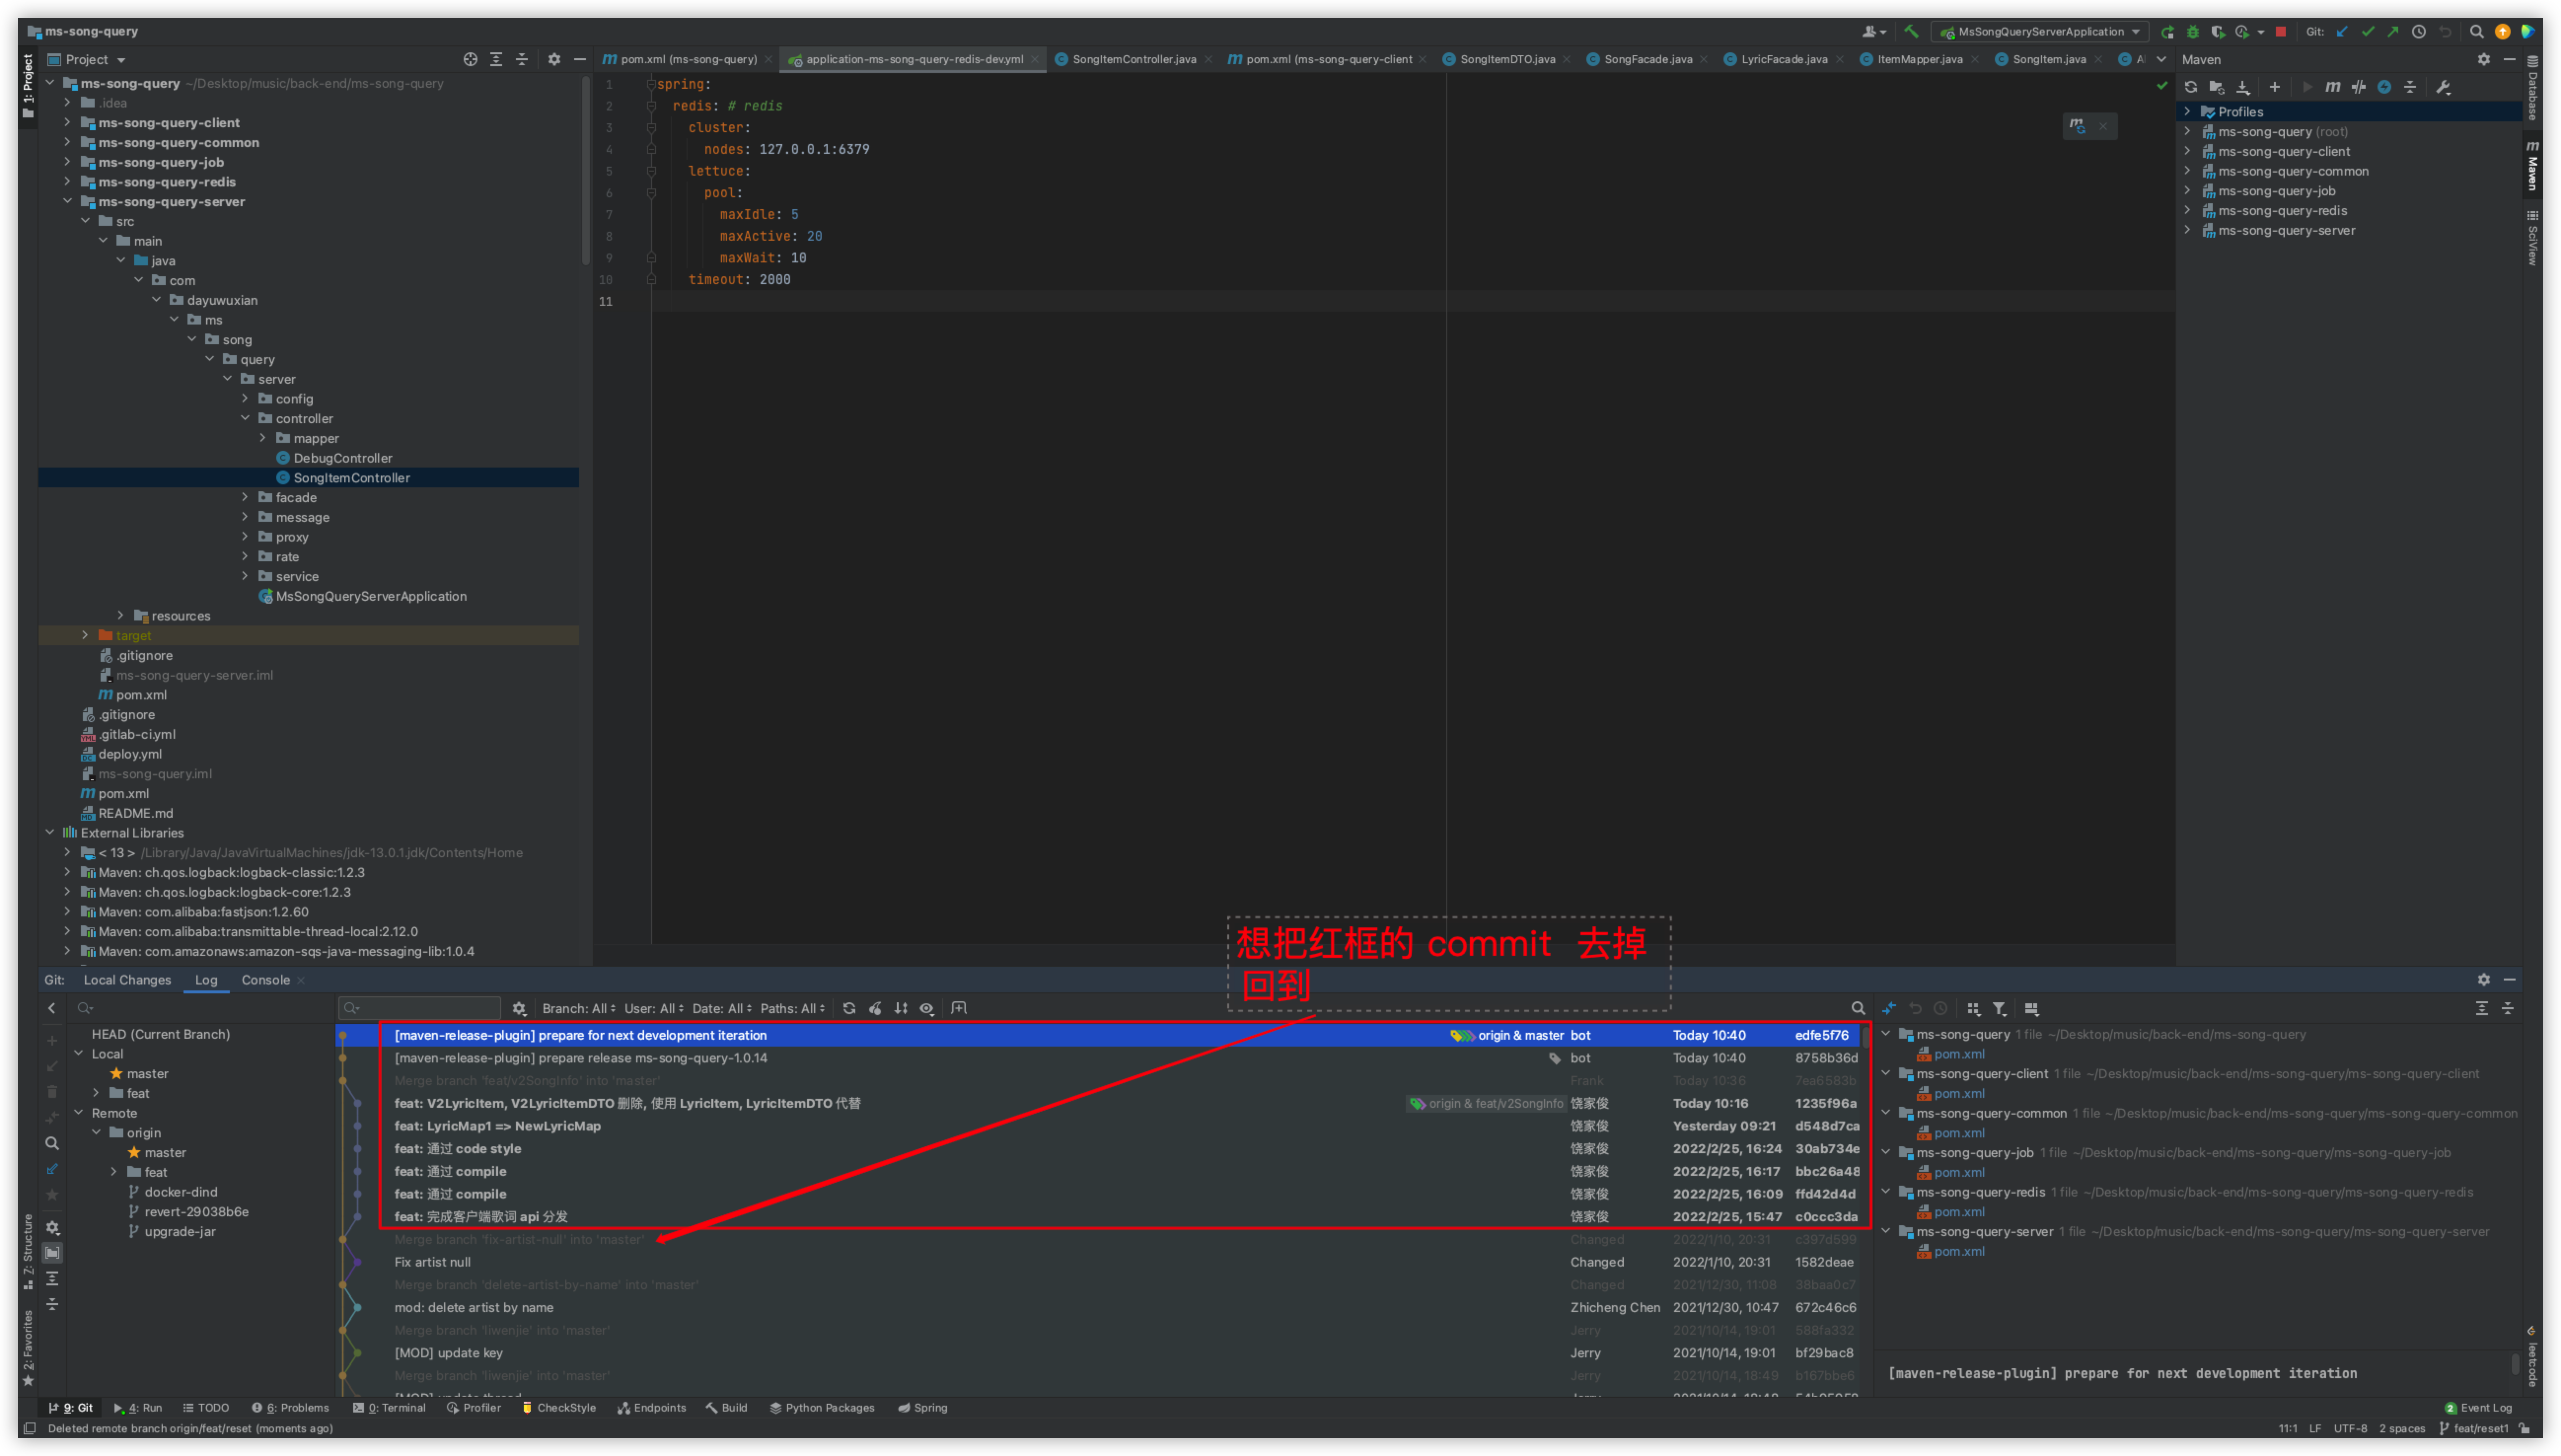 ms-song-query
MsSongQueryServerApplication
Git:
1: Project
Project
pom.xml (ms-song-query)
application-ms-song-query-redis-dev.yml
SongItemController.java
pom.xml (ms-song-query-client
SongItemDTO.java
SongFacade.java
LyricFacade.java
ItemMapper.java
SongItem.java
Maven
ms-song-query ~/Desktop/music/back-end/ms-song-query
.idea
ms-song-query-client
ms-song-query-common
ms-song-query-job
ms-song-query-redis
ms-song-query-server
src
main
java
com
dayuwuxian
ms
song
query
server
config
controller
mapper
DebugController
SongItemController
facade
message
proxy
rate
service
MsSongQueryServerApplication
resources
target
.gitignore
ms-song-query-server.iml
pom.xml
.gitignore
.gitlab-ci.yml
deploy.yml
ms-song-query.iml
pom.xml
README.md
External Libraries
< 13 > /Library/Java/JavaVirtualMachines/jdk-13.0.1.jdk/Contents/Home
Maven: ch.qos.logback:logback-classic:1.2.3
Maven: ch.qos.logback:logback-core:1.2.3
Maven: com.alibaba:fastjson:1.2.60
Maven: com.alibaba:transmittable-thread-local:2.12.0
Maven: com.amazonaws:amazon-sqs-java-messaging-lib:1.0.4
1 spring:
2 redis: # redis
3 cluster:
4 nodes: 127.0.0.1:6379
5 lettuce:
6 pool:
7 maxIdle: 5
8 maxActive: 20
9 maxWait: 10
10 timeout: 2000
11
Profiles
ms-song-query (root)
ms-song-query-client
ms-song-query-common
ms-song-query-job
ms-song-query-redis
ms-song-query-server
Database
Maven
SciView
想把红框的 commit 去掉
回到
Git: Local Changes Log Console
Branch: All User: All Date: All Paths: All
HEAD (Current Branch)
Local
master
feat
Remote
origin
master
feat
docker-dind
revert-29038b6e
upgrade-jar
[maven-release-plugin] prepare for next development iteration origin & master bot Today 10:40 edfe5f76
[maven-release-plugin] prepare release ms-song-query-1.0.14 bot Today 10:40 8758b36d
Merge branch 'feat/v2SongInfo' into 'master' Frank Today 10:36 7ea6583b
feat: V2LyricItem, V2LyricItemDTO 删除, 使用 LyricItem, LyricItemDTO 代替 origin & feat/v2SongInfo 饶家俊 Today 10:16 1235f96a
feat: LyricMap1 => NewLyricMap 饶家俊 Yesterday 09:21 d548d7ca
feat: 通过 code style 饶家俊 2022/2/25, 16:24 30ab734e
feat: 通过 compile 饶家俊 2022/2/25, 16:17 bbc26a48
feat: 通过 compile 饶家俊 2022/2/25, 16:09 ffd42d4d
feat: 完成客户端歌词 api 分发 饶家俊 2022/2/25, 15:47 c0ccc3da
Merge branch 'fix-artist-null' into 'master' Changed 2022/1/10, 20:31 c397d599
Fix artist null Changed 2022/1/10, 20:31 1582deae
Merge branch 'delete-artist-by-name' into 'master' Changed 2021/12/30, 11:08 38baa0c7
mod: delete artist by name Zhicheng Chen 2021/12/30, 10:47 672c46c6
Merge branch 'liwenjie' into 'master' Jerry 2021/10/14, 19:01 588fa332
[MOD] update key Jerry 2021/10/14, 19:01 bf29bac8
Merge branch 'liwenjie' into 'master' Jerry 2021/10/14, 18:49 b167bbe6
ms-song-query 1 file ~/Desktop/music/back-end/ms-song-query
pom.xml
ms-song-query-client 1 file ~/Desktop/music/back-end/ms-song-query/ms-song-query-client
pom.xml
ms-song-query-common 1 file ~/Desktop/music/back-end/ms-song-query/ms-song-query-common
pom.xml
ms-song-query-job 1 file ~/Desktop/music/back-end/ms-song-query/ms-song-query-job
pom.xml
ms-song-query-redis 1 file ~/Desktop/music/back-end/ms-song-query/ms-song-query-redis
pom.xml
ms-song-query-server 1 file ~/Desktop/music/back-end/ms-song-query/ms-song-query-server
pom.xml
[maven-release-plugin] prepare for next development iteration
Z: Structure
2: Favorites
leetcode
9: Git 4: Run TODO 6: Problems 0: Terminal Profiler CheckStyle Endpoints Build Python Packages Spring
2 Event Log
Deleted remote branch origin/feat/reset (moments ago)
11:1 LF UTF-8 2 spaces feat/reset1